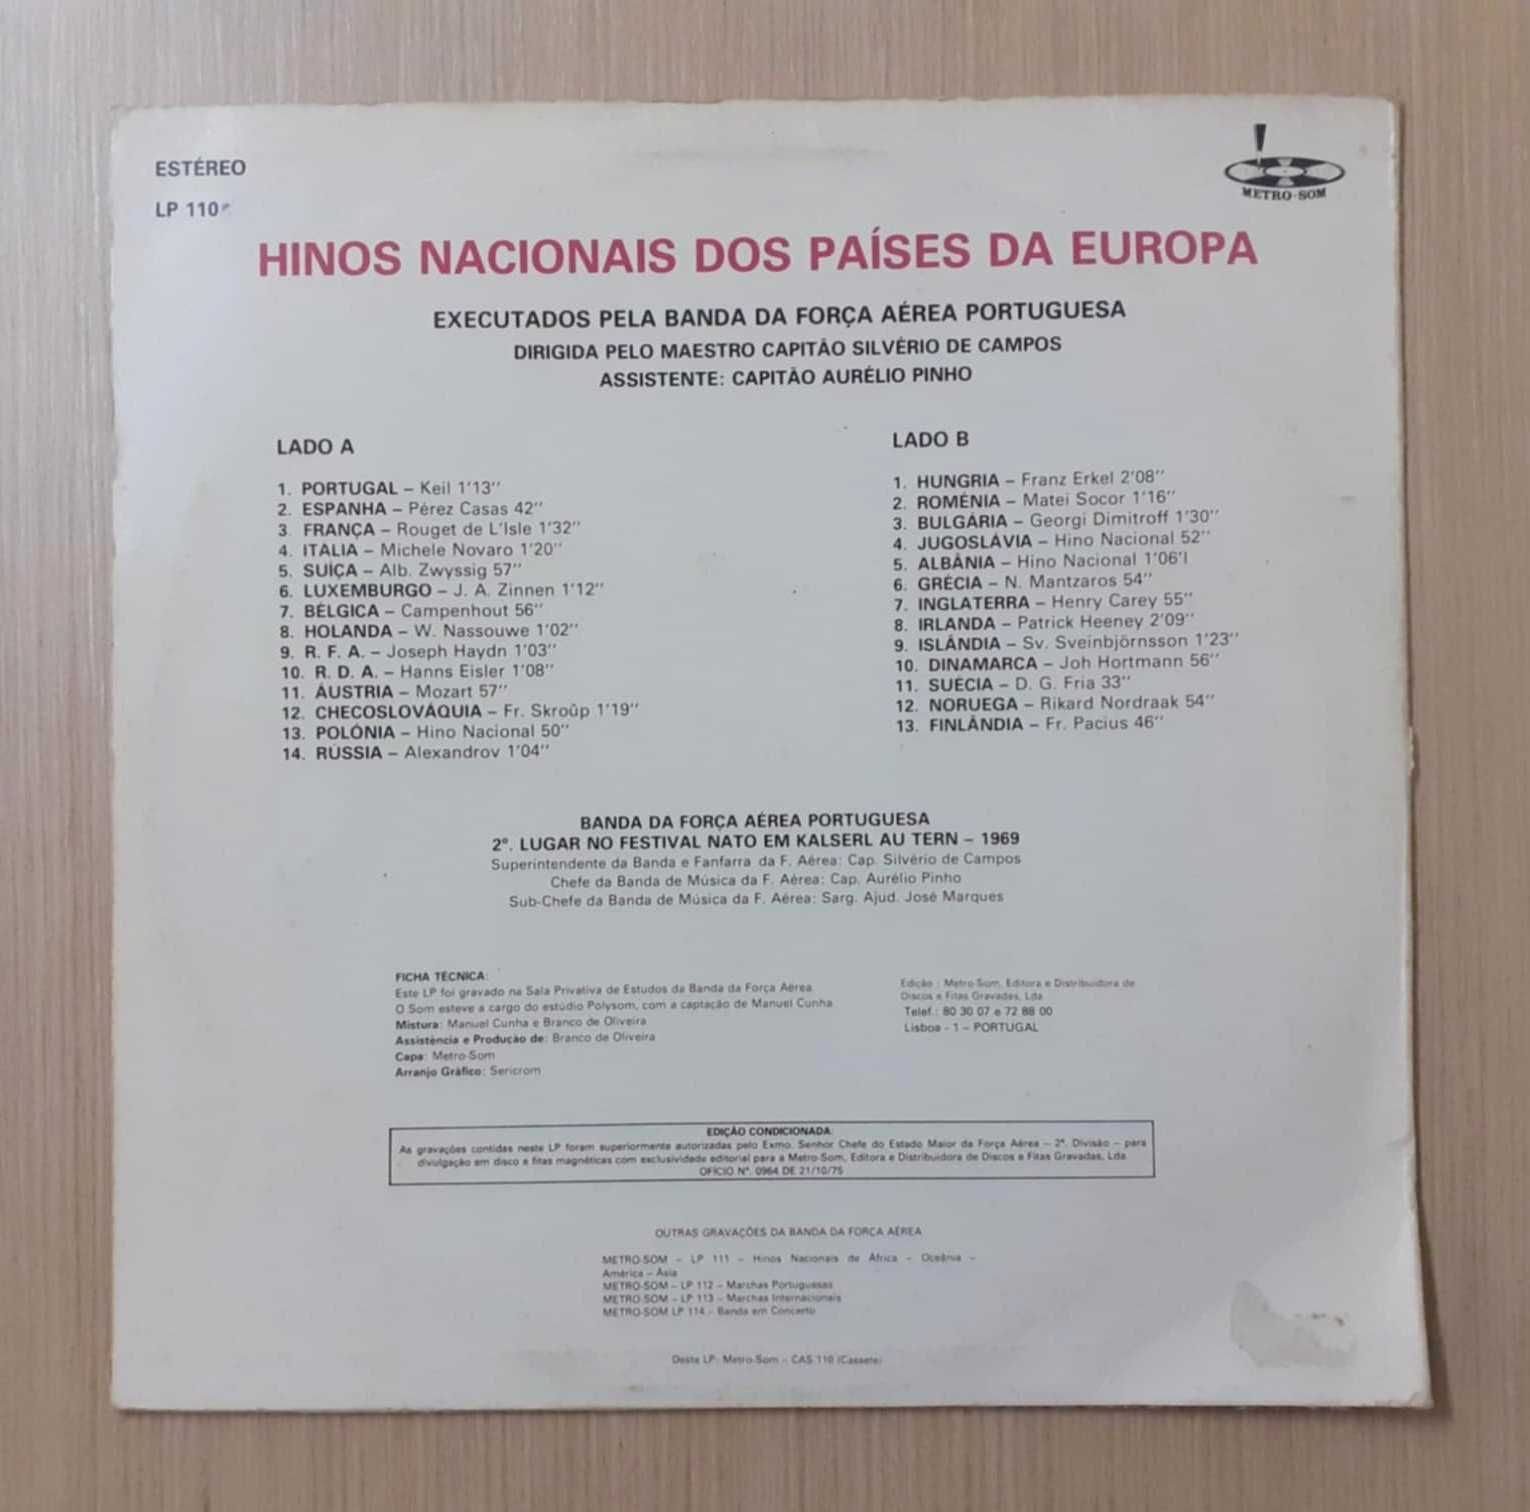 ESTÉREO
LP 110
METRO-SOM
HINOS NACIONAIS DOS PAÍSES DA EUROPA
EXECUTADOS PELA BANDA DA FORÇA AÉREA PORTUGUESA
DIRIGIDA PELO MAESTRO CAPITÃO SILVÉRIO DE CAMPOS
ASSISTENTE: CAPITÃO AURÉLIO PINHO
LADO A
1. PORTUGAL – Keil 1'13''
2. ESPANHA – Pérez Casas 42''
3. FRANÇA – Rouget de L'Isle 1'32''
4. ITÁLIA – Michele Novaro 1'20''
5. SUÍÇA – Alb. Zwyssig 57''
6. LUXEMBURGO – J. A. Zinnen 1'12''
7. BÉLGICA – Campenhout 56''
8. HOLANDA – W. Nassouwe 1'02''
9. R. F. A. – Joseph Haydn 1'03''
10. R. D. A. – Hanns Eisler 1'08''
11. ÁUSTRIA – Mozart 57''
12. CHECOSLOVÁQUIA – Fr. Skroûp 1'19''
13. POLÓNIA – Hino Nacional 50''
14. RÚSSIA – Alexandrov 1'04''
LADO B
1. HUNGRIA – Franz Erkel 2'08''
2. ROMÉNIA – Matei Socor 1'16''
3. BULGÁRIA – Georgi Dimitroff 1'30''
4. JUGOSLÁVIA – Hino Nacional 52''
5. ALBÂNIA – Hino Nacional 1'06'l
6. GRÉCIA – N. Mantzaros 54''
7. INGLATERRA – Henry Carey 55''
8. IRLANDA – Patrick Heeney 2'09''
9. ISLÂNDIA – Sv. Sveinbjörnsson 1'23''
10. DINAMARCA – Joh Hortmann 56''
11. SUÉCIA – D. G. Fria 33''
12. NORUEGA – Rikard Nordraak 54''
13. FINLÂNDIA – Fr. Pacius 46''
BANDA DA FORÇA AÉREA PORTUGUESA
2º. LUGAR NO FESTIVAL NATO EM KALSERL AU TERN – 1969
Superintendente da Banda e Fanfarra da F. Aérea: Cap. Silvério de Campos
Chefe da Banda de Música da F. Aérea: Cap. Aurélio Pinho
Sub-Chefe da Banda de Música da F. Aérea: Sarg. Ajud. José Marques
FICHA TÉCNICA:
Este LP foi gravado na Sala Privativa de Estudos da Banda da Força Aérea.
O Som esteve a cargo do estúdio Polysom, com a captação de Manuel Cunha.
Mistura: Manuel Cunha e Branco de Oliveira
Assistência e Producão de: Branco de Oliveira
Capa: Metro-Som
Arranjo Gráfico: Sericrom
Edição : Metro-Som, Editora e Distribuidora de
Discos e Fitas Gravadas, Lda
Telef.: 80 30 07 e 72 88 00
Lisboa - 1 – PORTUGAL
EDIÇÃO CONDICIONADA:
As gravações contidas neste LP foram superiormente autorizadas pelo Exmo. Senhor Chefe do Estado Maior da Força Aérea – 2ª. Divisão – para
divulgação em disco e fitas magnéticas com exclusividade editorial para a Metro-Som, Editora e Distribuidora de Discos e Fitas Gravadas, Lda
OFÍCIO Nº. 0964 DE 21/10/75
OUTRAS GRAVAÇÕES DA BANDA DA FORÇA AÉREA
METRO-SOM – LP 111 – Hinos Nacionais de África – Oceânia –
América – Ásia
METRO-SOM – LP 112 – Marchas Portuguesas
METRO-SOM – LP 113 – Marchas Internacionais
METRO-SOM LP 114 - Banda em Concerto
Deste LP: Metro-Som – CAS 110 (Cassete)